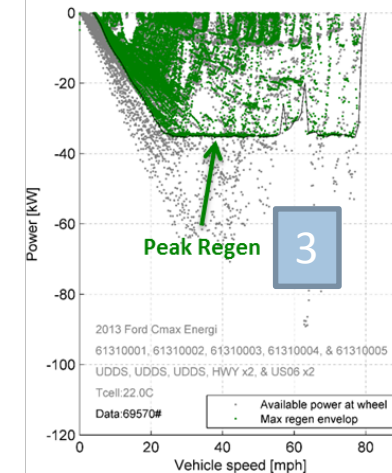 0
-20
-40
-60
-80
-100
-120
Power [kW]
Peak Regen
3
2013 Ford Cmax Energi
61310001, 61310002, 61310003, 61310004, & 61310005
UDDS, UDDS, UDDS, HWY x2, & US06 x2
Tcell:22.0C
Data:69570#
Available power at wheel
Max regen envelop
0 20 40 60 80
Vehicle speed [mph]